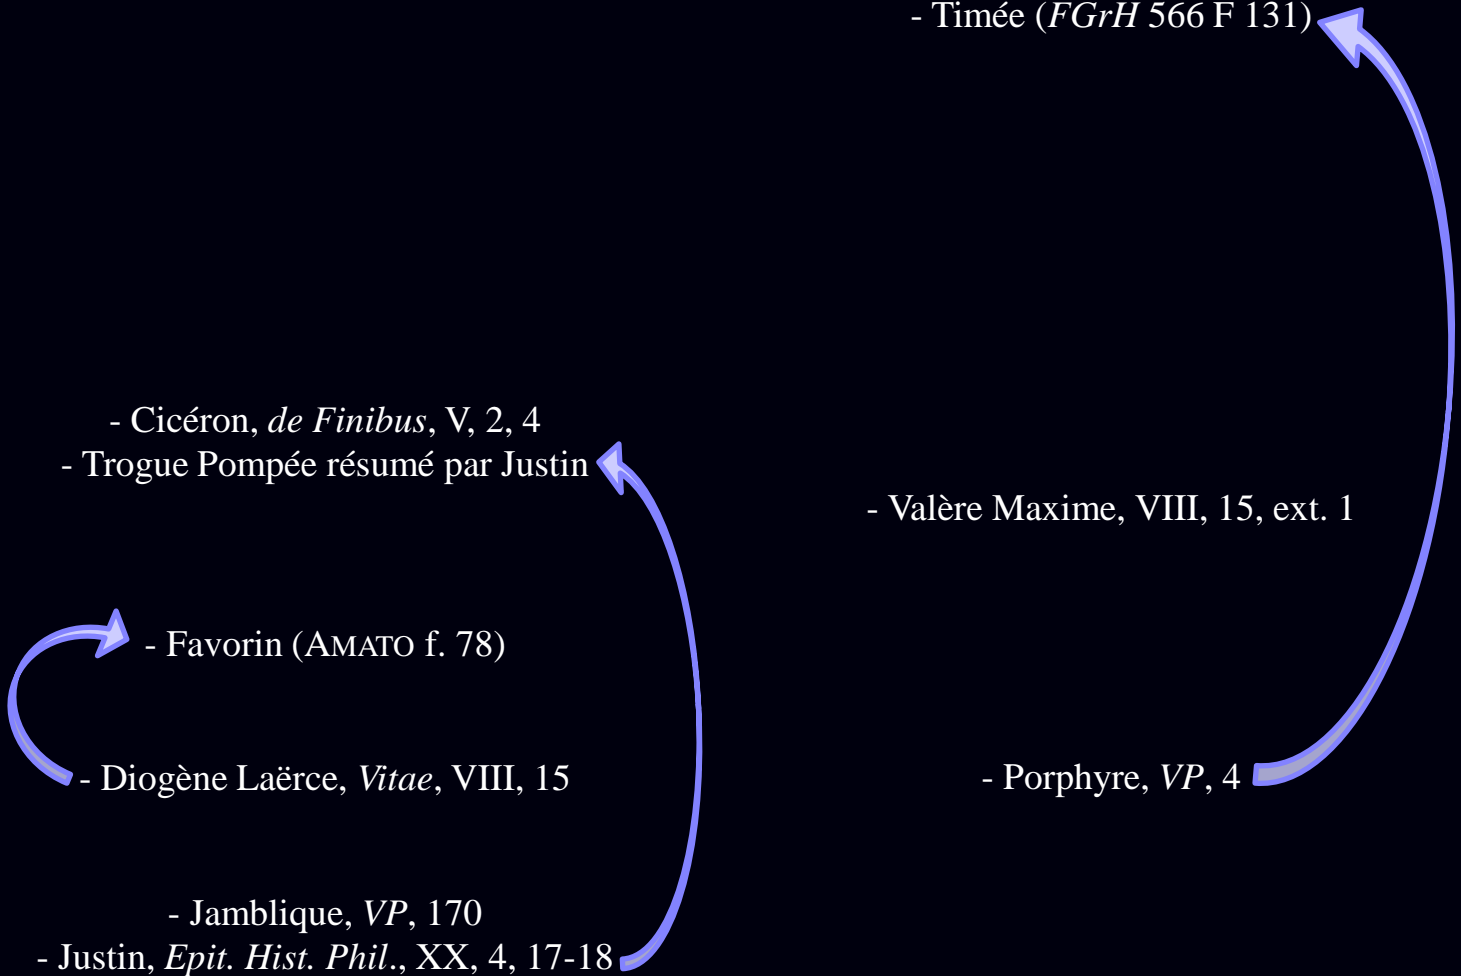 - Timée (FGrH 566 F 131)
- Cicéron, de Finibus, V, 2, 4
- Trogue Pompée résumé par Justin
- Valère Maxime, VIII, 15, ext. 1
- Favorin (AMATO f. 78)
- Diogène Laërce, Vitae, VIII, 15
- Porphyre, VP, 4
- Jamblique, VP, 170
- Justin, Epit. Hist. Phil., XX, 4, 17-18